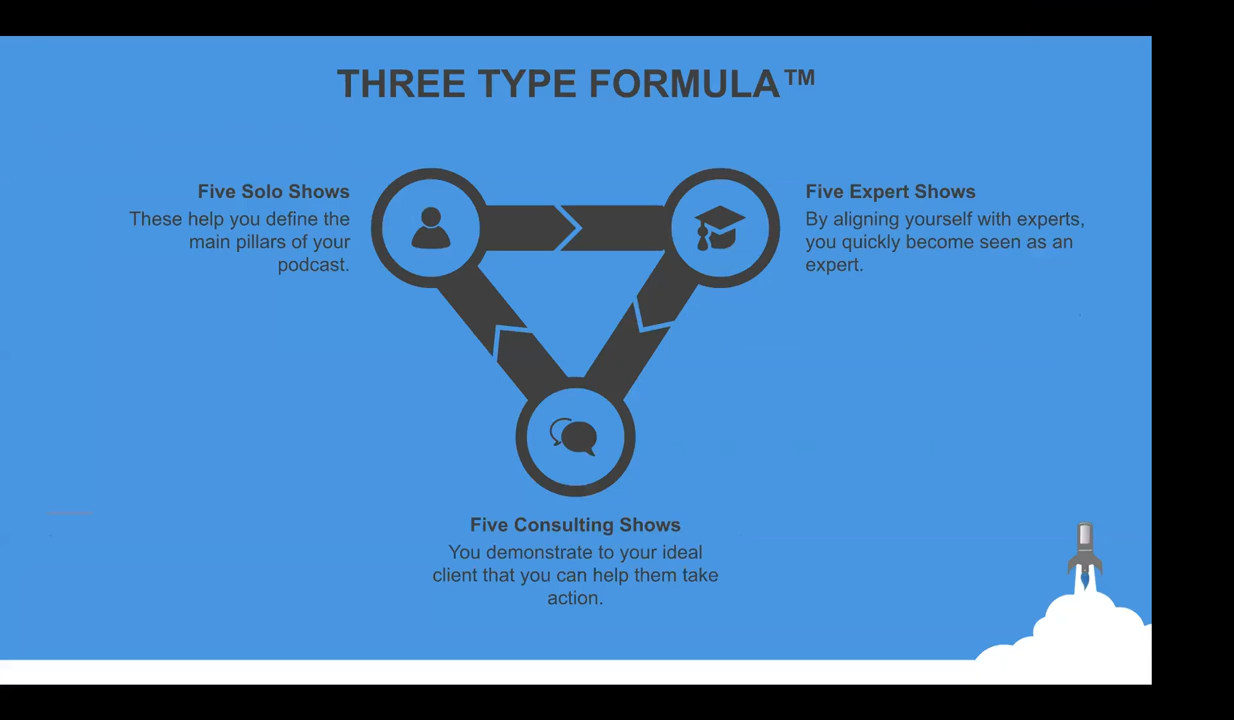 THREE TYPE FORMULA™
Five Solo Shows
These help you define the
main pillars of your
podcast.
Five Expert Shows
By aligning yourself with experts,
you quickly become seen as an
expert.
Five Consulting Shows
You demonstrate to your ideal
client that you can help them take
action.